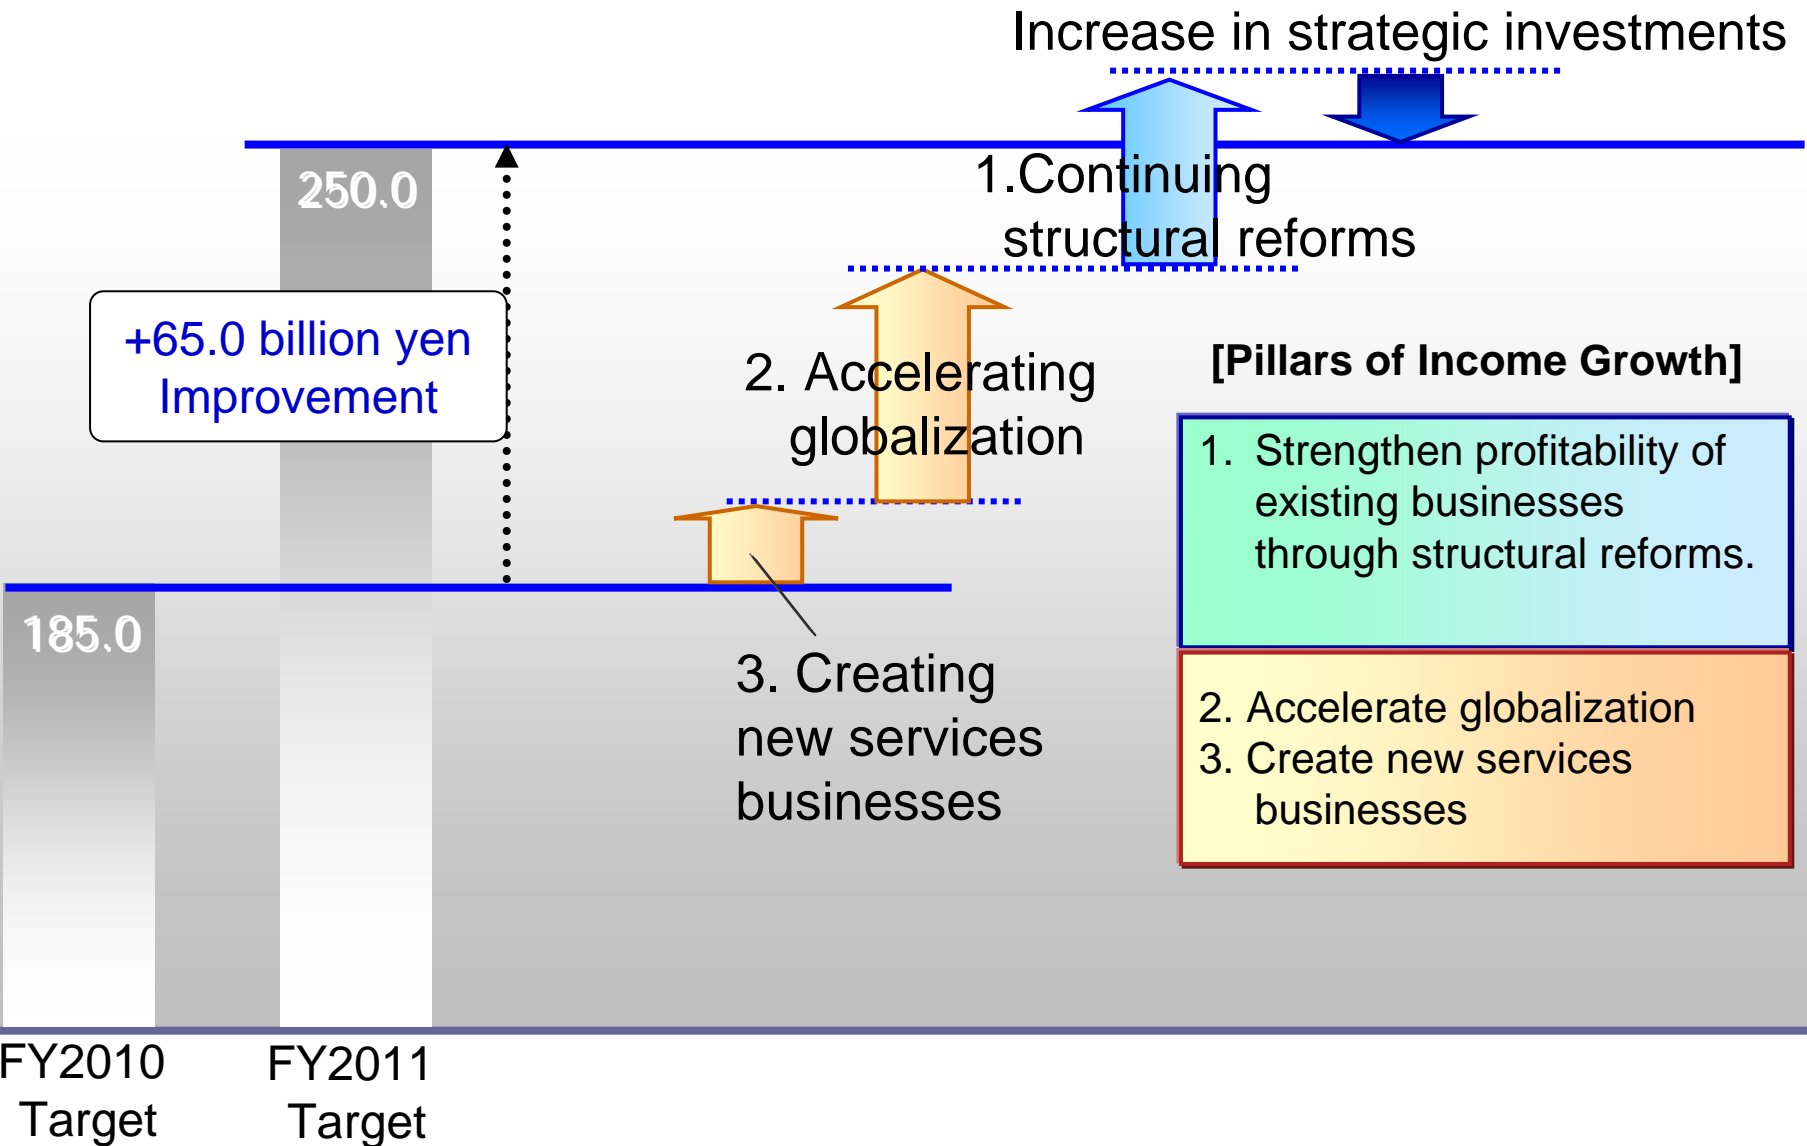 Increase in strategic investments
250.0
1.Continuing
structural reforms
+65.0 billion yen
Improvement
2. Accelerating
globalization
[Pillars of Income Growth]
1. Strengthen profitability of
existing businesses
through structural reforms.
185.0
3. Creating
new services
businesses
2. Accelerate globalization
3. Create new services
businesses
FY2010
Target
FY2011
Target